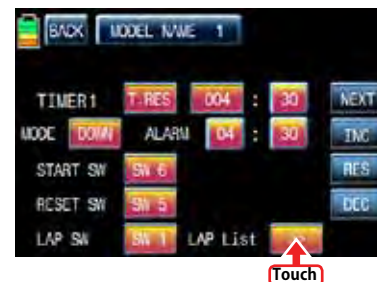 BACK MODEL NAME 1
TIMER1 T.RES 004 : 30 NEXT
MODE DOWN ALARM 04 : 30 INC
START SW SW 6 RES
RESET SW SW 5 DEC
LAP SW SW 1 LAP List
Touch